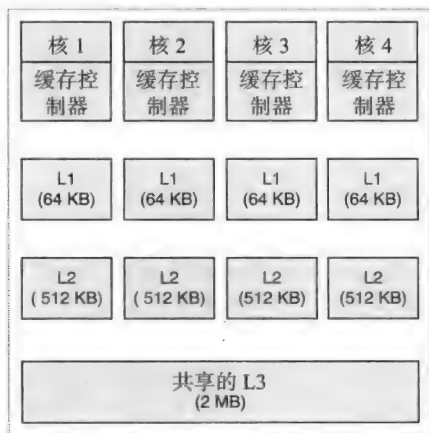 核 1 核 2 核 3 核 4
缓存控 缓存控 缓存控 缓存控
制器 制器 制器 制器
L1 L1 L1 L1
(64 KB) (64 KB) (64 KB) (64 KB)
L2 L2 L2 L2
( 512 KB) ( 512 KB) (512 KB) (512 KB)
共享的 L3
(2 MB)